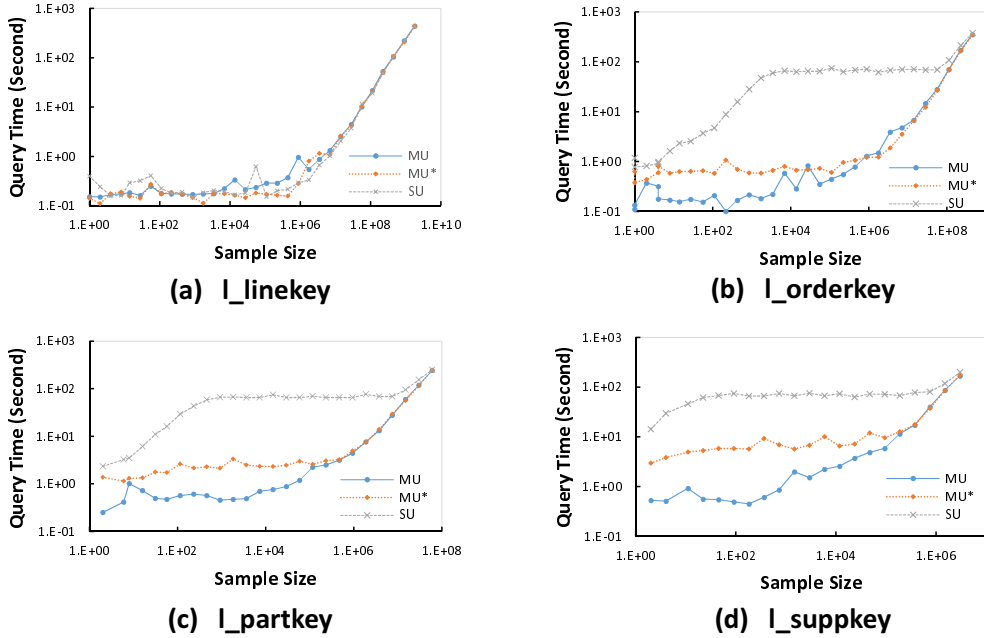 1.E+03
1.E+02
1.E+01
1.E+00
1.E-01
Query Time (Second)
MU
MU*
SU
1.E+00 1.E+02 1.E+04 1.E+06 1.E+08 1.E+10
Sample Size
(a) l_linekey
1.E+03
1.E+02
1.E+01
1.E+00
1.E-01
Query Time (Second)
MU
MU*
SU
1.E+00 1.E+02 1.E+04 1.E+06 1.E+08
Sample Size
(b) l_orderkey
1.E+03
1.E+02
1.E+01
1.E+00
1.E-01
Query Time (Second)
MU
MU*
SU
1.E+00 1.E+02 1.E+04 1.E+06 1.E+08
Sample Size
(c) l_partkey
1.E+03
1.E+02
1.E+01
1.E+00
1.E-01
Query Time (Second)
MU
MU*
SU
1.E+00 1.E+02 1.E+04 1.E+06
Sample Size
(d) l_suppkey